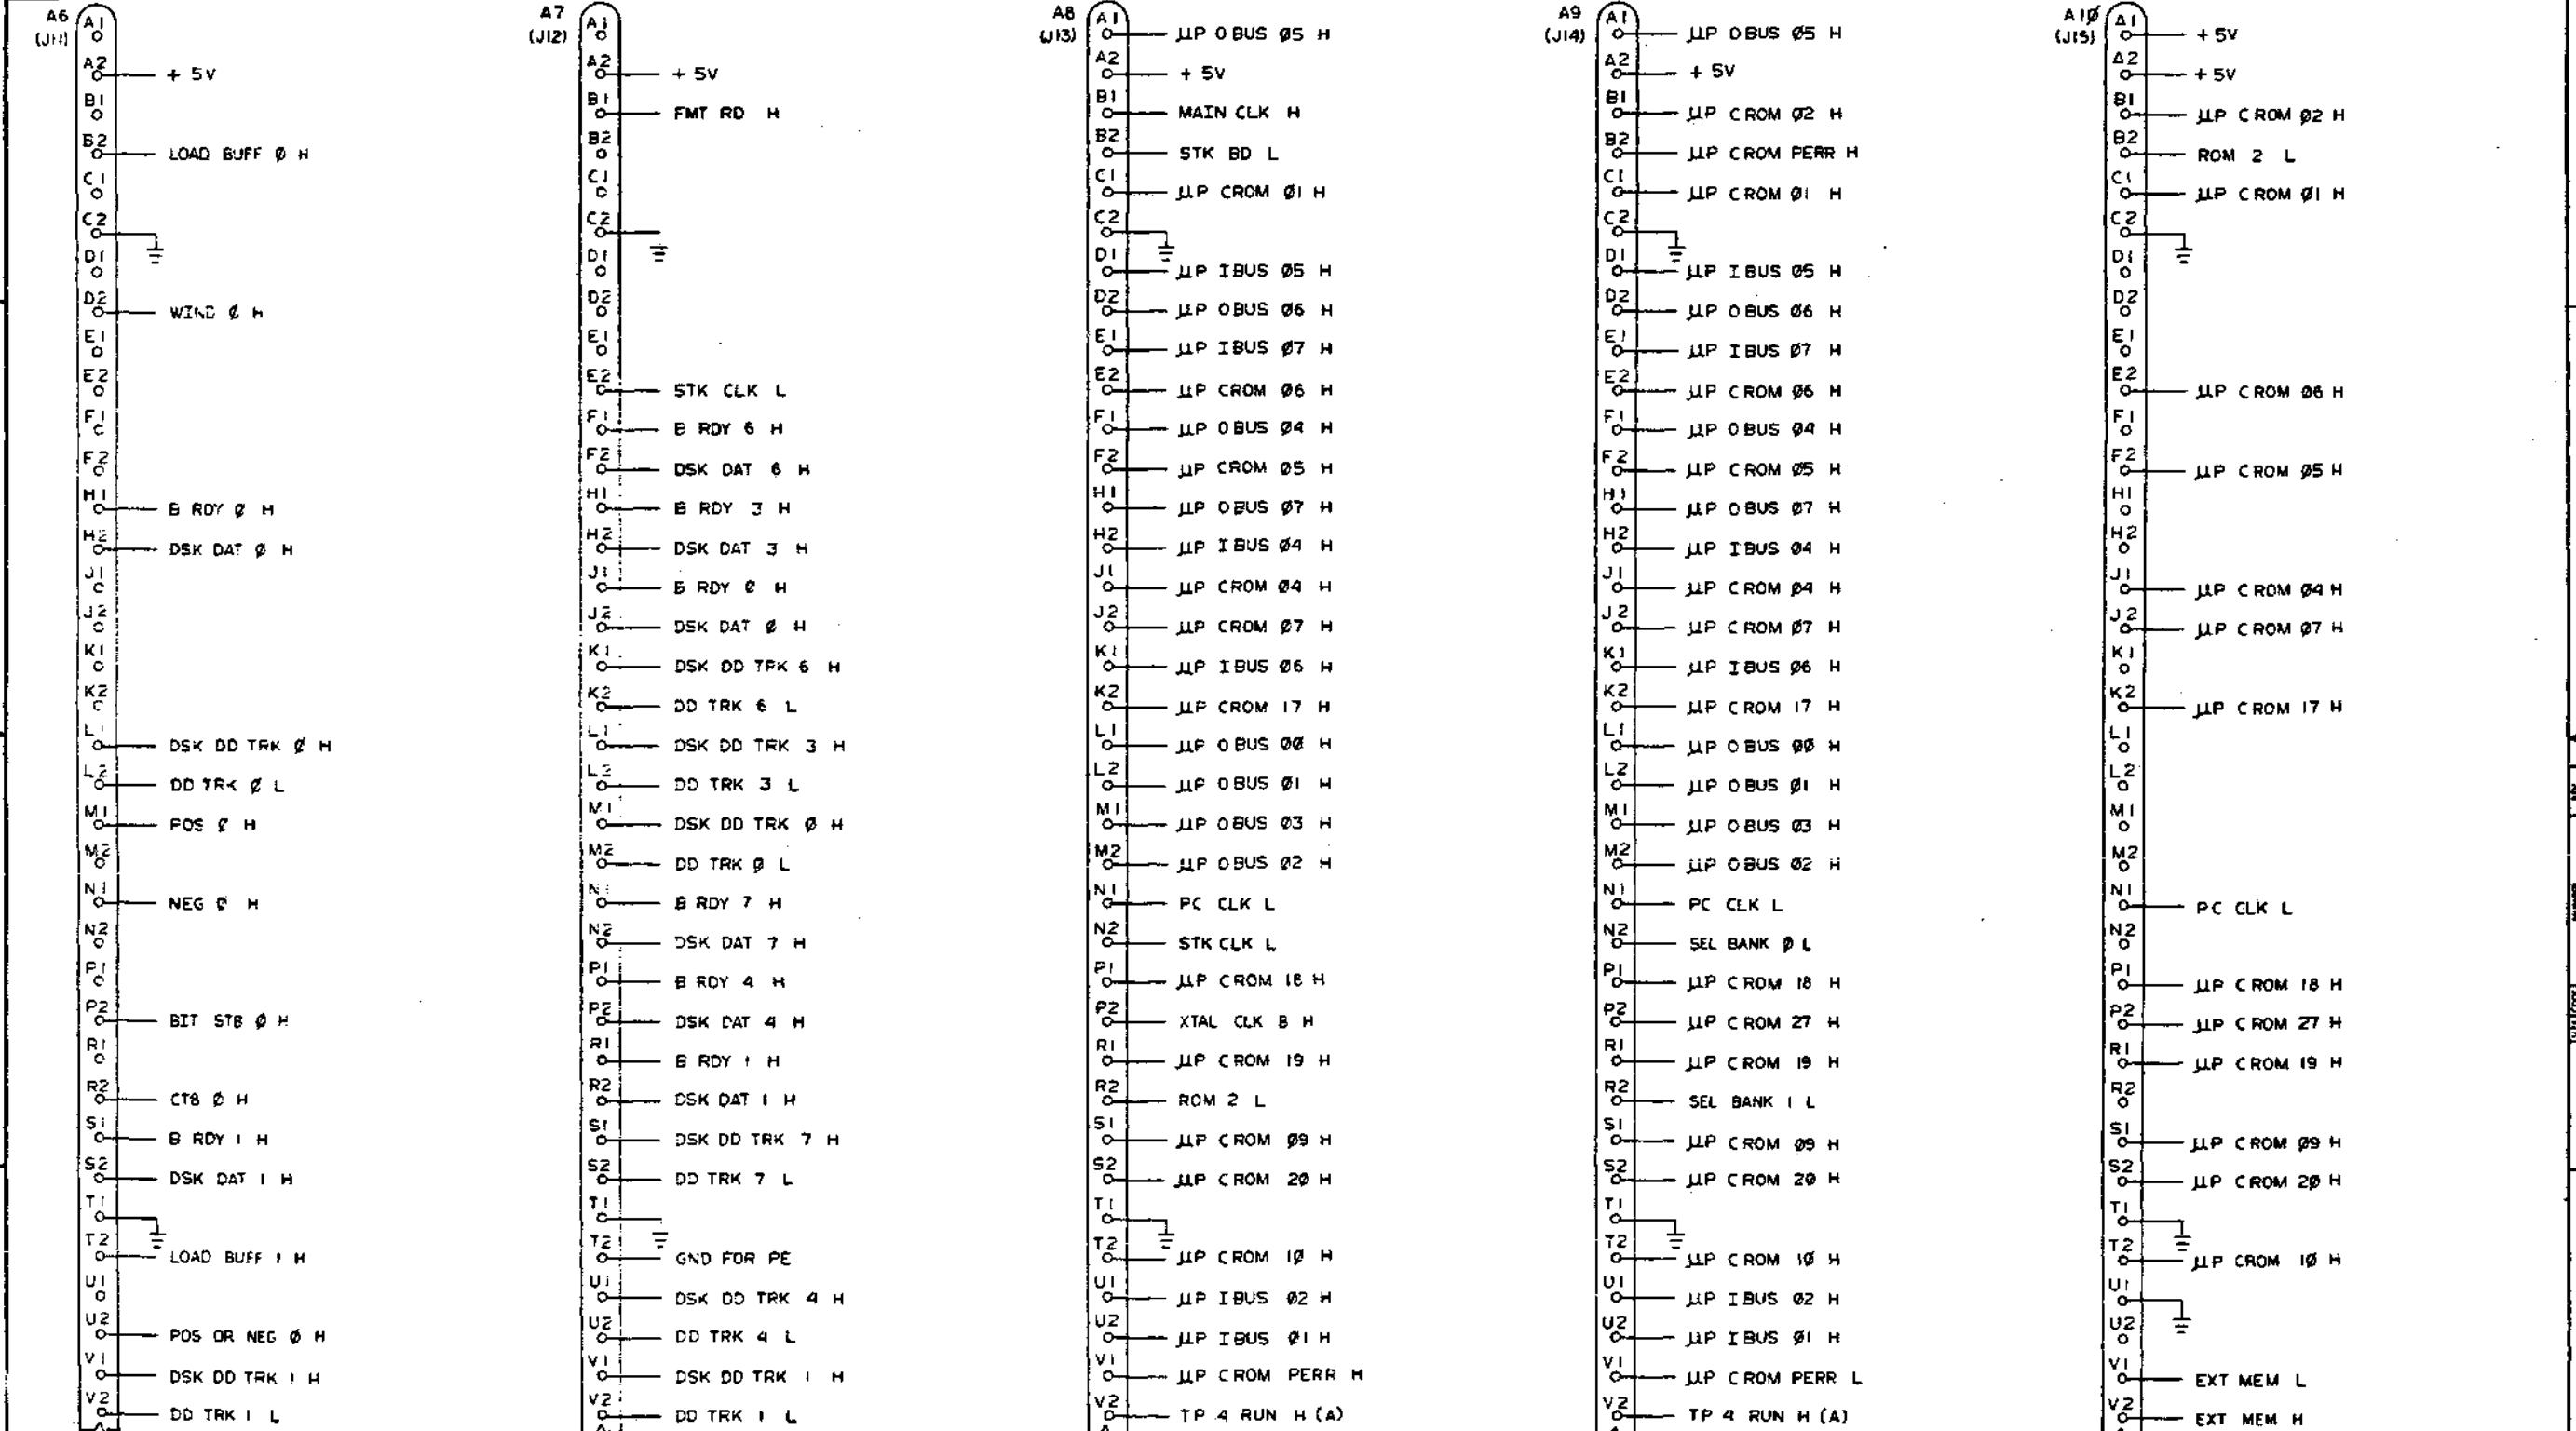 A6
(J11)
A1
A2 + 5V
B1
B2 LOAD BUFF Ø H
C1
C2
D1
D2 WIND Ø H
E1
E2
F1
F2
H1 B RDY Ø H
H2 DSK DAT Ø H
J1
J2
K1
K2
L1 DSK DD TRK Ø H
L2 DD TRK Ø L
M1 POS Ø H
M2
N1 NEG Ø H
N2
P1
P2 BIT STB Ø H
R1
R2 CTB Ø H
S1 B RDY 1 H
S2 DSK DAT 1 H
T1
T2 LOAD BUFF 1 H
U1
U2 POS OR NEG Ø H
V1 DSK DD TRK 1 H
V2 DD TRK 1 L
A7
(J12)
A1
A2 + 5V
B1 FMT RD H
B2
C1
C2
D1
D2
E1
E2 STK CLK L
F1 B RDY 6 H
F2 DSK DAT 6 H
H1 B RDY 3 H
H2 DSK DAT 3 H
J1 B RDY Ø H
J2 DSK DAT Ø H
K1 DSK DD TRK 6 H
K2 DD TRK 6 L
L1 DSK DD TRK 3 H
L2 DD TRK 3 L
M1 DSK DD TRK Ø H
M2 DD TRK Ø L
N1 B RDY 7 H
N2 DSK DAT 7 H
P1 B RDY 4 H
P2 DSK DAT 4 H
R1 B RDY 1 H
R2 DSK DAT 1 H
S1 DSK DD TRK 7 H
S2 DD TRK 7 L
T1
T2 GND FOR PE
U1 DSK DD TRK 4 H
U2 DD TRK 4 L
V1 DSK DD TRK 1 H
V2 DD TRK 1 L
A8
(J13)
A1 µP OBUS Ø5 H
A2 + 5V
B1 MAIN CLK H
B2 STK BD L
C1 µP CROM Ø1 H
C2
D1 µP IBUS Ø5 H
D2 µP OBUS Ø6 H
E1 µP IBUS Ø7 H
E2 µP CROM Ø6 H
F1 µP OBUS Ø4 H
F2 µP CROM Ø5 H
H1 µP OBUS Ø7 H
H2 µP IBUS Ø4 H
J1 µP CROM Ø4 H
J2 µP CROM Ø7 H
K1 µP IBUS Ø6 H
K2 µP CROM 17 H
L1 µP OBUS ØØ H
L2 µP OBUS Ø1 H
M1 µP OBUS Ø3 H
M2 µP OBUS Ø2 H
N1 PC CLK L
N2 STK CLK L
P1 µP CROM 18 H
P2 XTAL CLK B H
R1 µP CROM 19 H
R2 ROM 2 L
S1 µP CROM Ø9 H
S2 µP CROM 2Ø H
T1
T2 µP CROM 1Ø H
U1 µP IBUS Ø2 H
U2 µP IBUS Ø1 H
V1 µP CROM PERR H
V2 TP 4 RUN H (A)
A9
(J14)
A1 µP OBUS Ø5 H
A2 + 5V
B1 µP CROM Ø2 H
B2 µP CROM PERR H
C1 µP CROM Ø1 H
C2
D1 µP IBUS Ø5 H
D2 µP OBUS Ø6 H
E1 µP IBUS Ø7 H
E2 µP CROM Ø6 H
F1 µP OBUS Ø4 H
F2 µP CROM Ø5 H
H1 µP OBUS Ø7 H
H2 µP IBUS Ø4 H
J1 µP CROM Ø4 H
J2 µP CROM Ø7 H
K1 µP IBUS Ø6 H
K2 µP CROM 17 H
L1 µP OBUS ØØ H
L2 µP OBUS Ø1 H
M1 µP OBUS Ø3 H
M2 µP OBUS Ø2 H
N1 PC CLK L
N2 SEL BANK Ø L
P1 µP CROM 18 H
P2 µP CROM 27 H
R1 µP CROM 19 H
R2 SEL BANK 1 L
S1 µP CROM Ø9 H
S2 µP CROM 2Ø H
T1
T2 µP CROM 1Ø H
U1 µP IBUS Ø2 H
U2 µP IBUS Ø1 H
V1 µP CROM PERR L
V2 TP 4 RUN H (A)
A1Ø
(J15)
A1 + 5V
A2 + 5V
B1 µP CROM Ø2 H
B2 ROM 2 L
C1 µP CROM Ø1 H
C2
D1
D2
E1
E2 µP CROM Ø6 H
F1
F2 µP CROM Ø5 H
H1
H2
J1 µP CROM Ø4 H
J2 µP CROM Ø7 H
K1
K2 µP CROM 17 H
L1
L2
M1
M2
N1 PC CLK L
N2
P1 µP CROM 18 H
P2 µP CROM 27 H
R1 µP CROM 19 H
R2
S1 µP CROM Ø9 H
S2 µP CROM 2Ø H
T1
T2 µP CROM 1Ø H
U1
U2
V1 EXT MEM L
V2 EXT MEM H